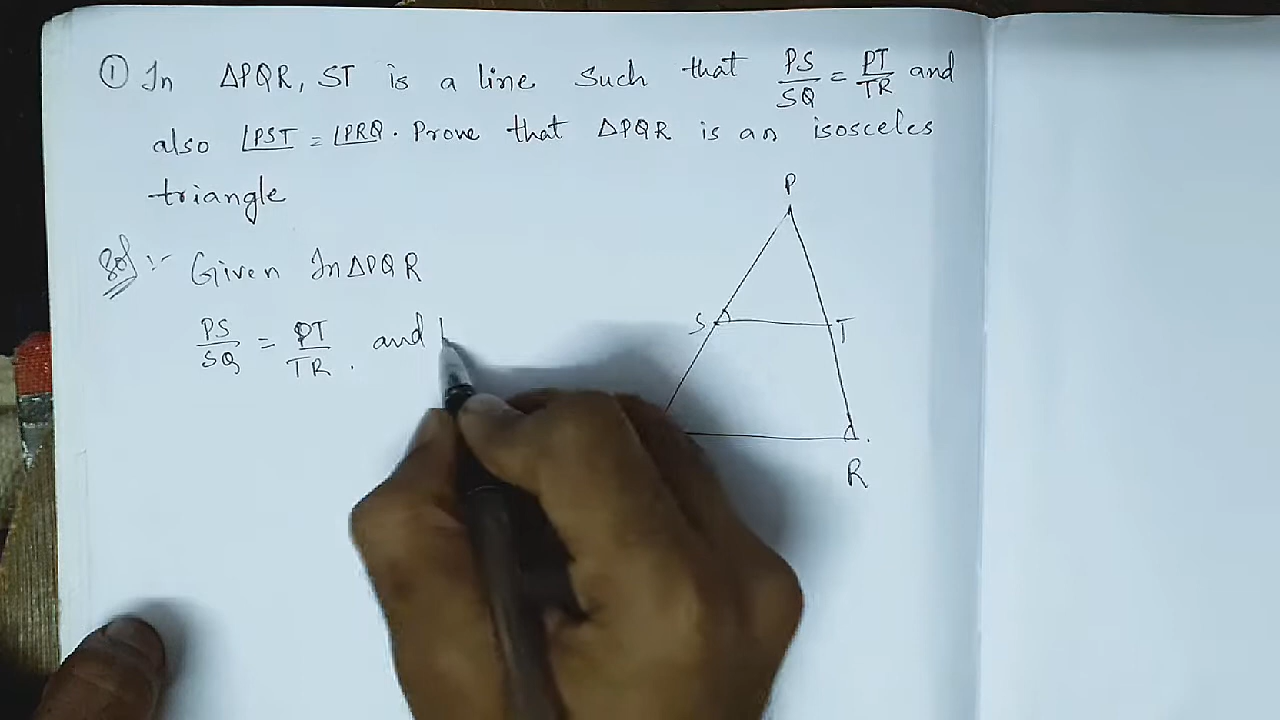 ① In ΔPQR, ST is a line such that PS/SQ = PT/TR and
also ∠PST = ∠PRQ. Prove that ΔPQR is an isosceles
triangle
P
Sol :- Given In ΔPQR
S
T
PS/SQ = PT/TR. and
R